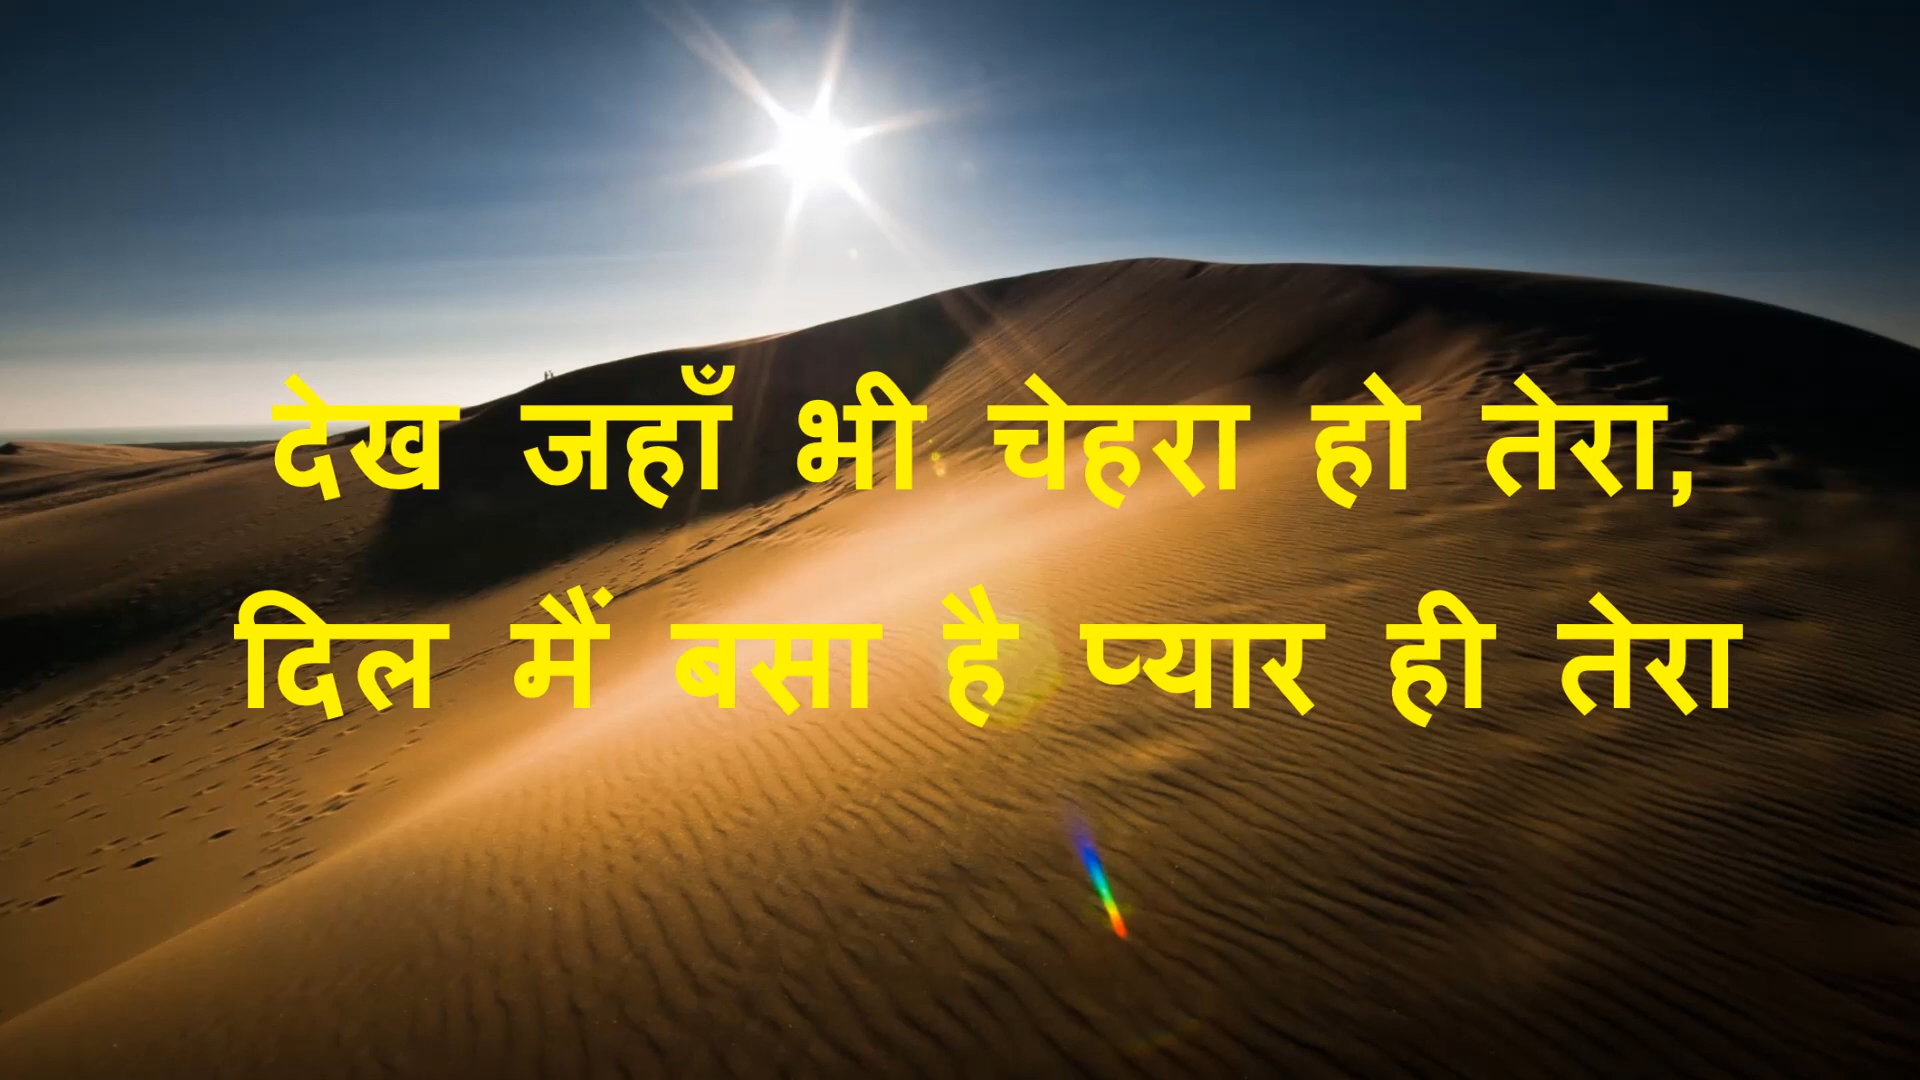 देख जहाँ भी चेहरा हो तेरा,
दिल मैं बसा है प्यार ही तेरा